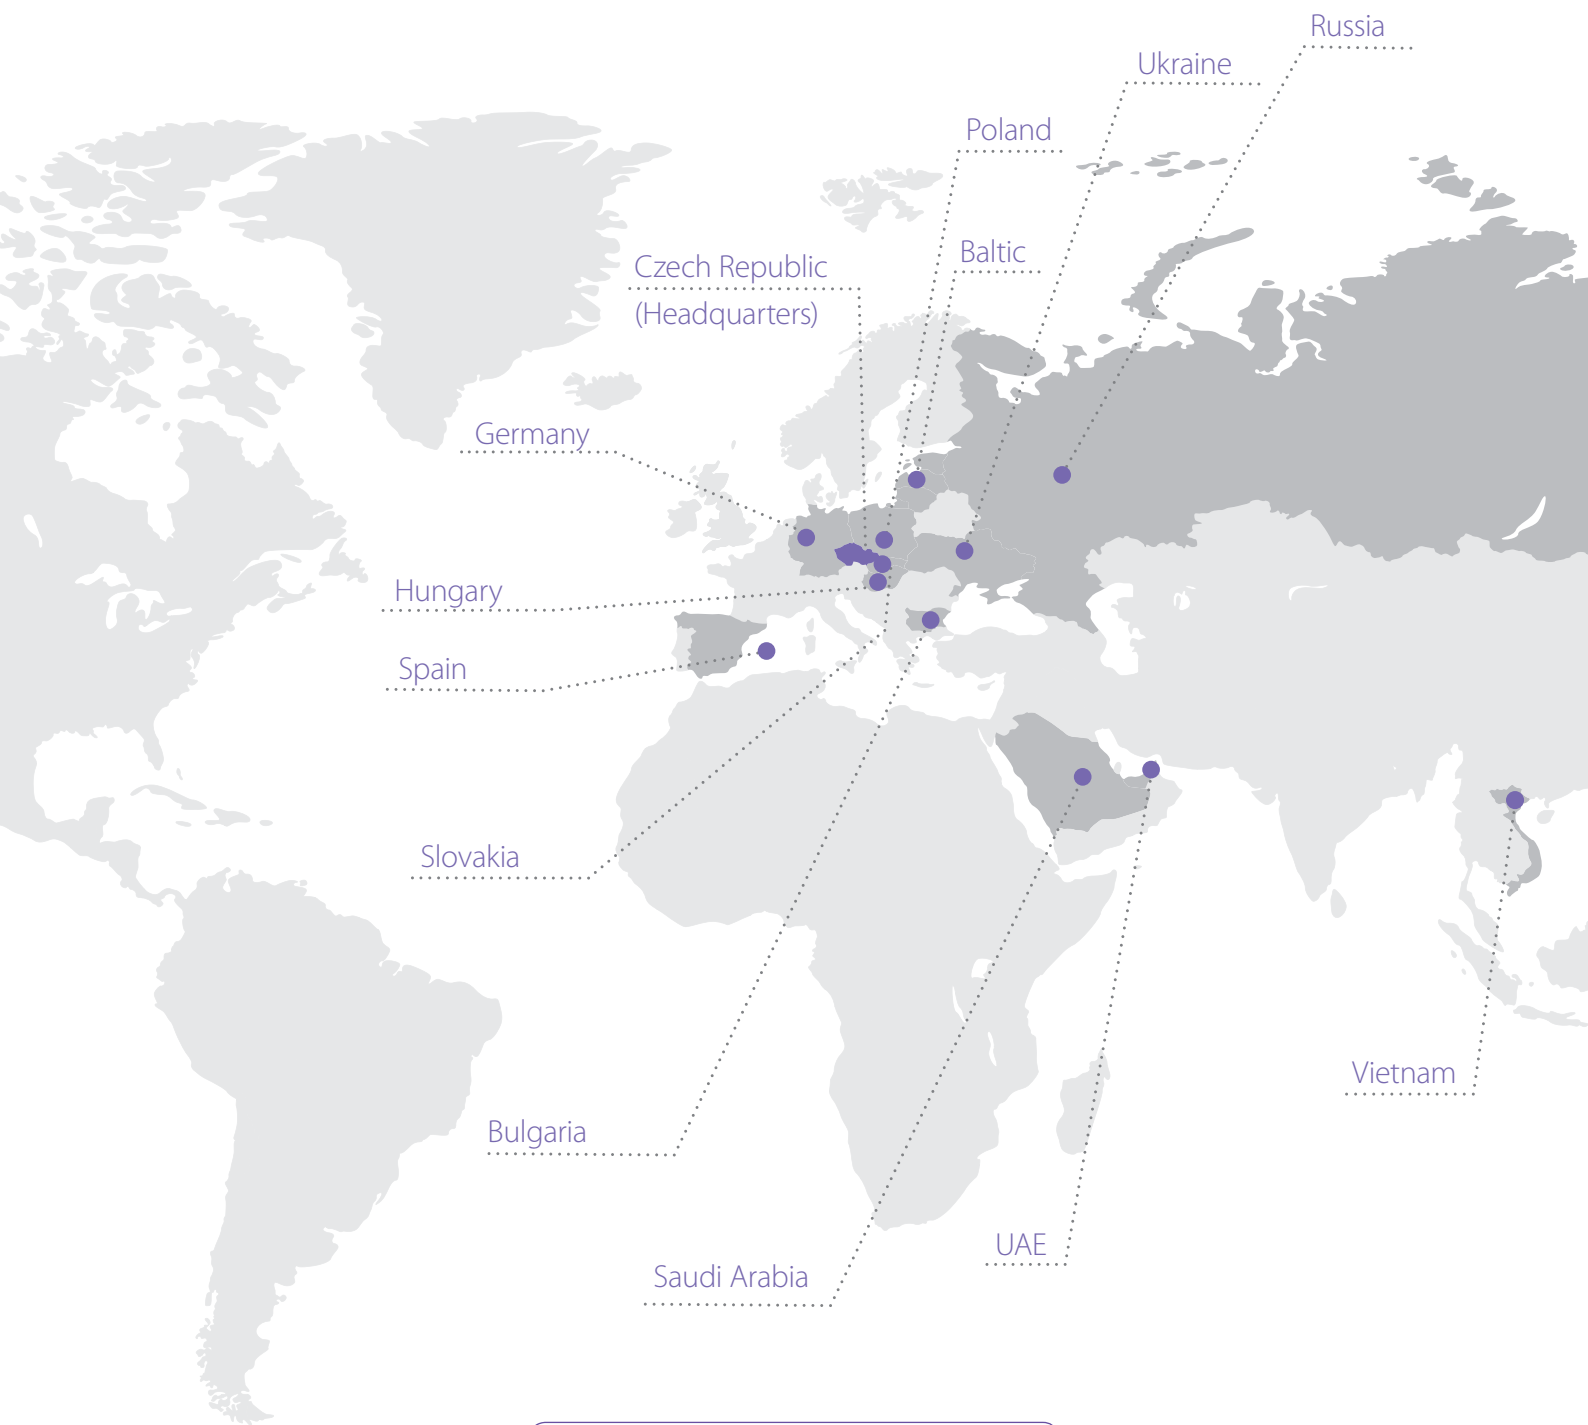 Russia
Ukraine
Poland
Baltic
Czech Republic
(Headquarters)
Germany
Hungary
Spain
Slovakia
Vietnam
Bulgaria
UAE
Saudi Arabia